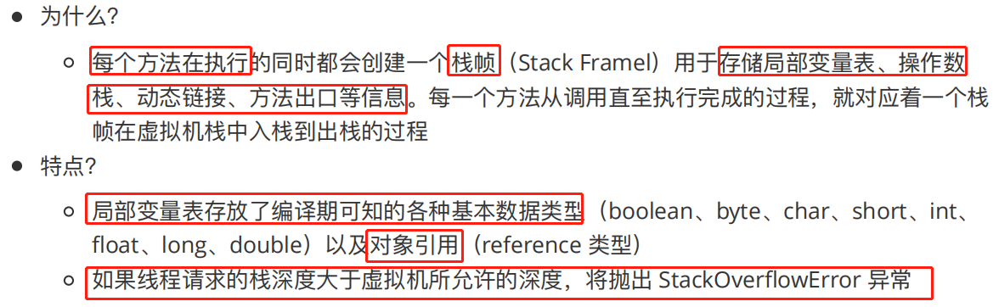 为什么?
每个方法在执行的同时都会创建一个栈帧（Stack Framel）用于存储局部变量表、操作数
栈、动态链接、方法出口等信息。每一个方法从调用直至执行完成的过程，就对应着一个栈
帧在虚拟机栈中入栈到出栈的过程
特点?
局部变量表存放了编译期可知的各种基本数据类型（boolean、byte、char、short、int、
float、long、double）以及对象引用（reference 类型）
如果线程请求的栈深度大于虚拟机所允许的深度，将抛出 StackOverflowError 异常